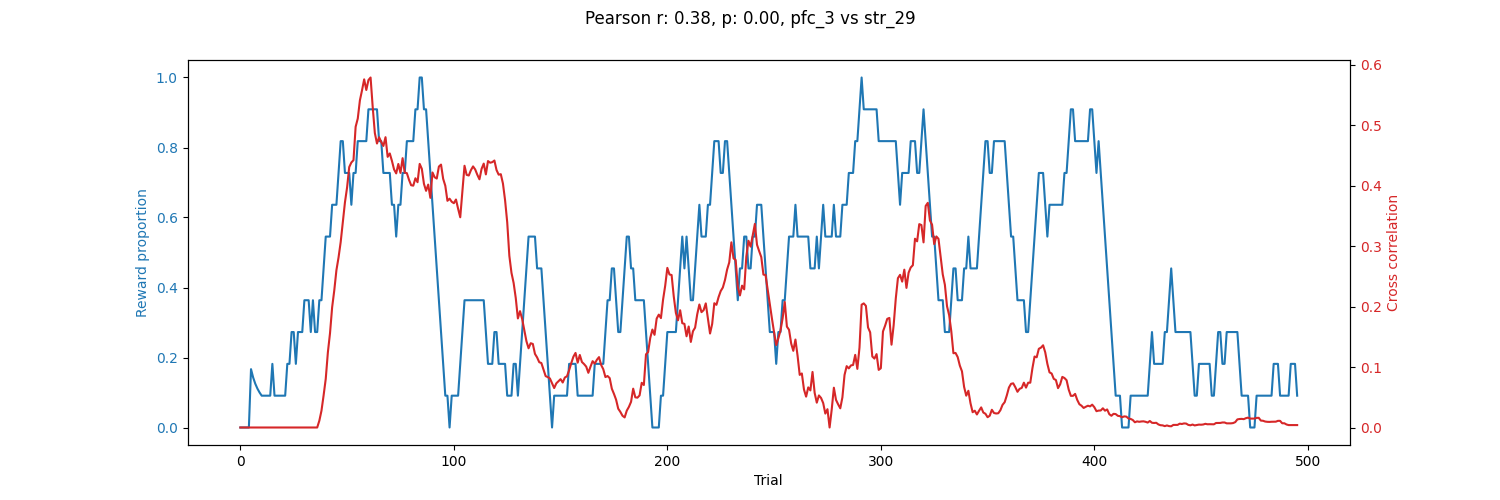 Pearson r: 0.38, p: 0.00, pfc_3 vs str_29
1.0
0.8
0.6
0.4
0.2
0.0
Reward proportion
0.6
0.5
0.4
0.3
0.2
0.1
0.0
Cross correlation
0 100 200 300 400 500
Trial